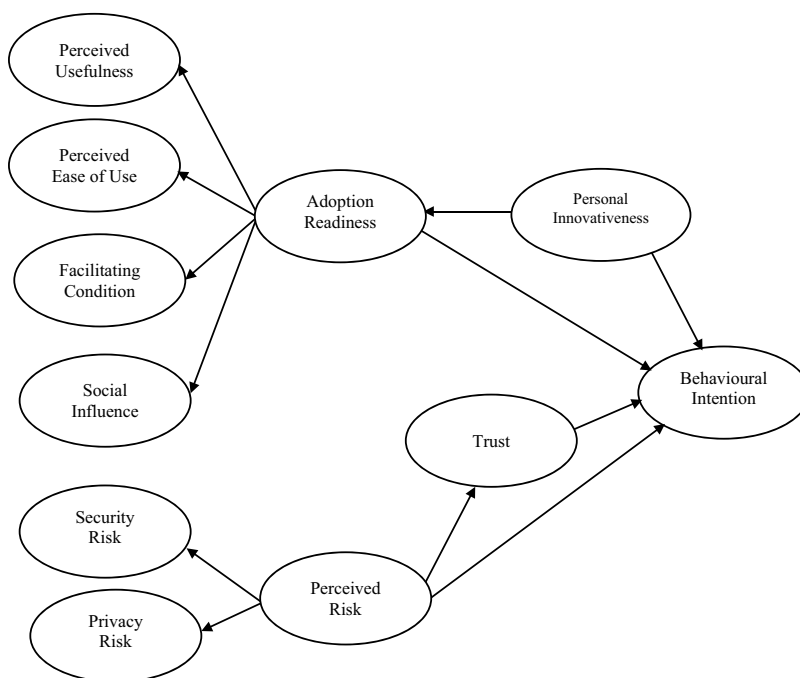 Perceived
Usefulness
Perceived
Ease of Use
Adoption
Readiness
Personal
Innovativeness
Facilitating
Condition
Social
Influence
Behavioural
Intention
Trust
Security
Risk
Perceived
Risk
Privacy
Risk